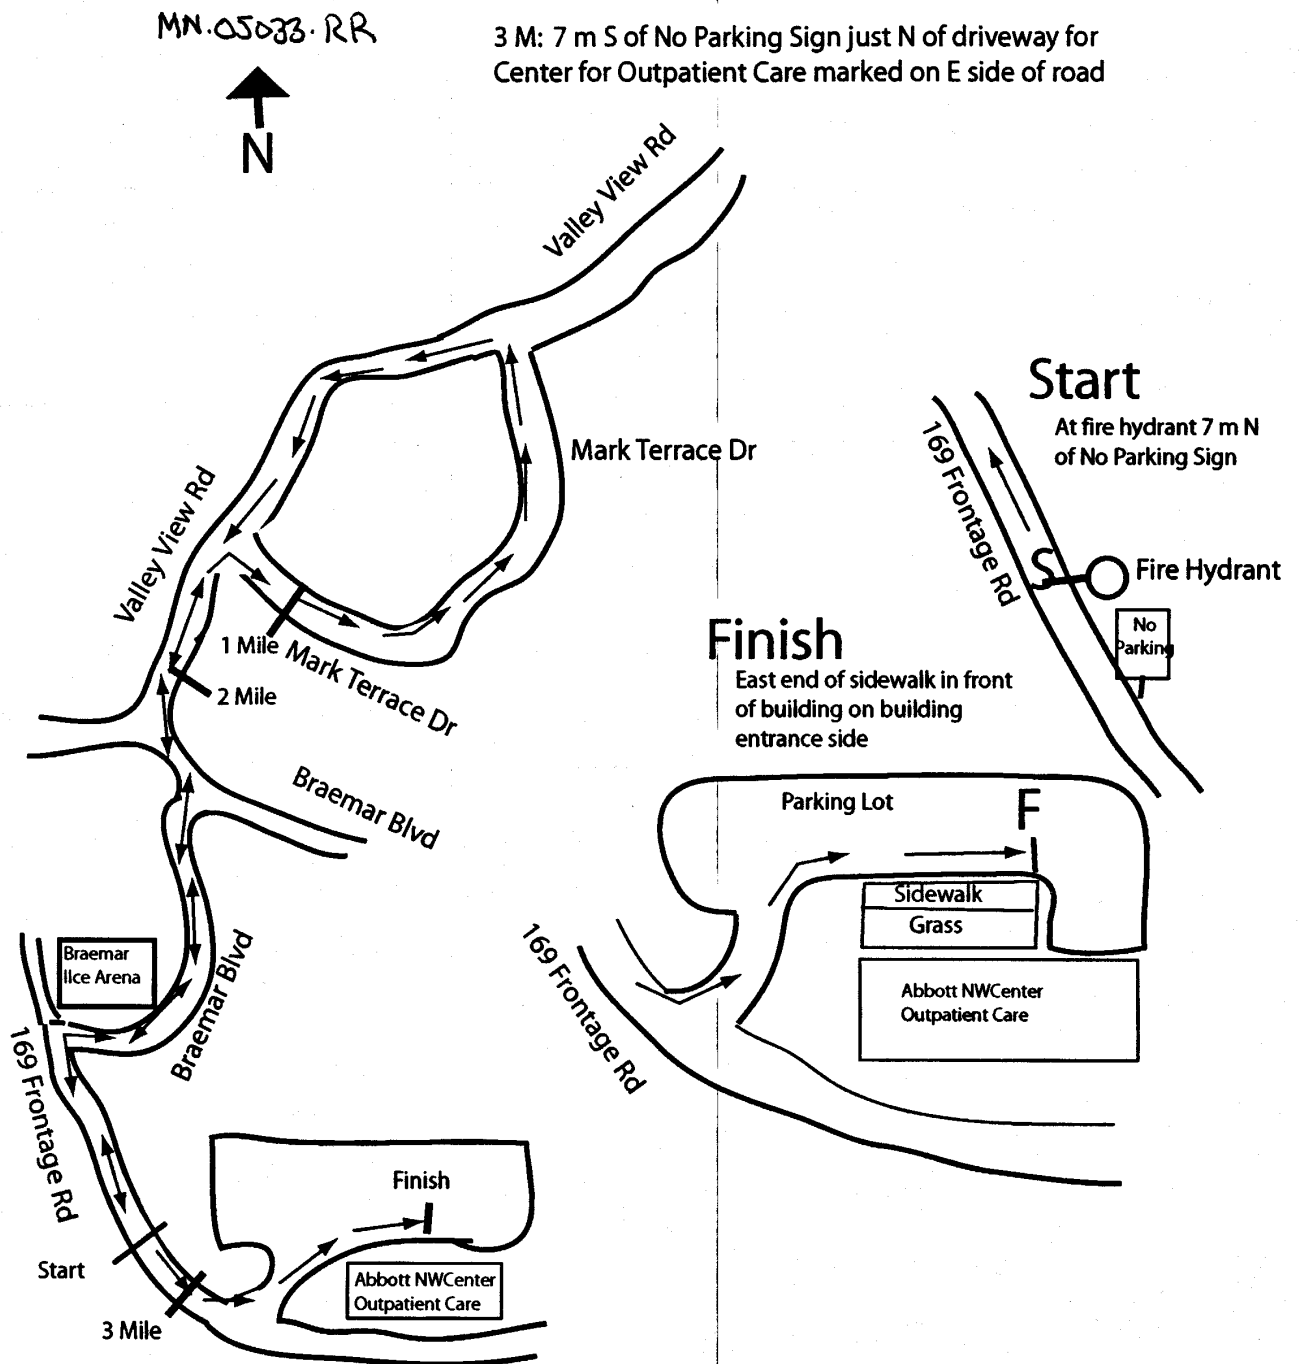 MN.05033.RR
3 M: 7 m S of No Parking Sign just N of driveway for
Center for Outpatient Care marked on E side of road
N
Valley View Rd
Start
At fire hydrant 7 m N
of No Parking Sign
169 Frontage Rd
Mark Terrace Dr
Valley View Rd
S
Fire Hydrant
No
Parking
Finish
East end of sidewalk in front
of building on building
entrance side
1 Mile
Mark Terrace Dr
2 Mile
Braemar Blvd
Parking Lot
F
Sidewalk
Grass
169 Frontage Rd
Abbott NWCenter
Outpatient Care
Braemar
IIce Arena
Braemar Blvd
169 Frontage Rd
Finish
Start
Abbott NWCenter
Outpatient Care
3 Mile